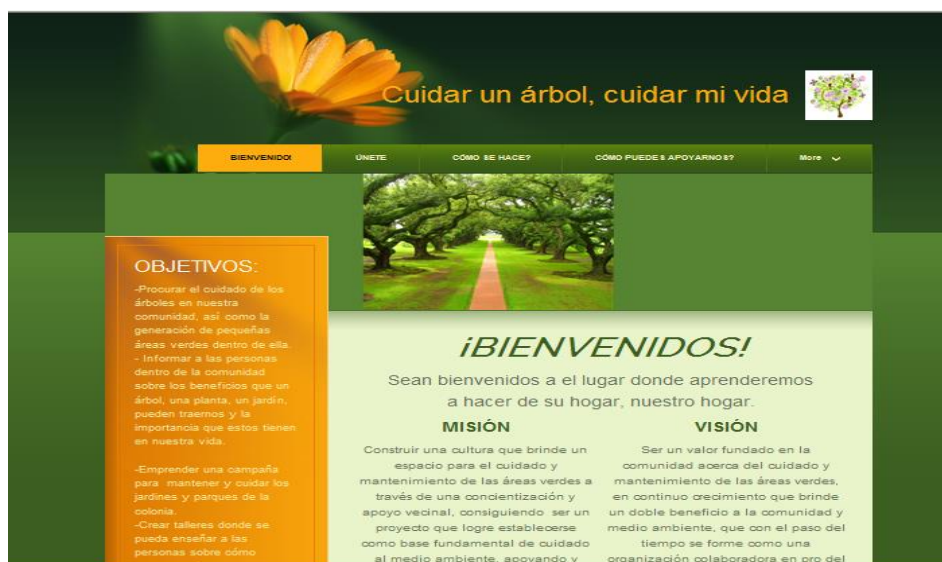 Cuidar un árbol, cuidar mi vida
BIENVENIDO! ÚNETE CÓMO SE HACE? CÓMO PUEDES APOYARNOS? More
OBJETIVOS:
-Procurar el cuidado de los
árboles en nuestra
comunidad, así como la
generación de pequeñas
áreas verdes dentro de ella.
- Informar a las personas
dentro de la comunidad
sobre los beneficios que un
árbol, una planta, un jardín,
pueden traernos y la
importancia que estos tienen
en nuestra vida.
-Emprender una campaña
para mantener y cuidar los
jardines y parques de la
colonia.
-Crear talleres donde se
pueda enseñar a las
personas sobre cómo
¡BIENVENIDOS!
Sean bienvenidos a el lugar donde aprenderemos
a hacer de su hogar, nuestro hogar.
MISIÓN
Construir una cultura que brinde un
espacio para el cuidado y
mantenimiento de las áreas verdes a
través de una concientización y
apoyo vecinal, consiguiendo ser un
proyecto que logre establecerse
como base fundamental de cuidado
al medio ambiente, apoyando y
VISIÓN
Ser un valor fundado en la
comunidad acerca del cuidado y
mantenimiento de las áreas verdes,
en continuo crecimiento que brinde
un doble beneficio a la comunidad y
medio ambiente, que con el paso del
tiempo se forme como una
organización colaboradora en pro del